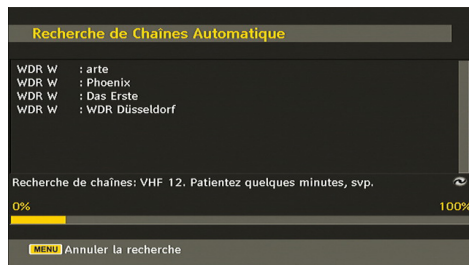 Recherche de Chaînes Automatique
WDR W : arte
WDR W : Phoenix
WDR W : Das Erste
WDR W : WDR Düsseldorf
Recherche de chaînes: VHF 12. Patientez quelques minutes, svp.
0% 100%
MENU Annuler la recherche